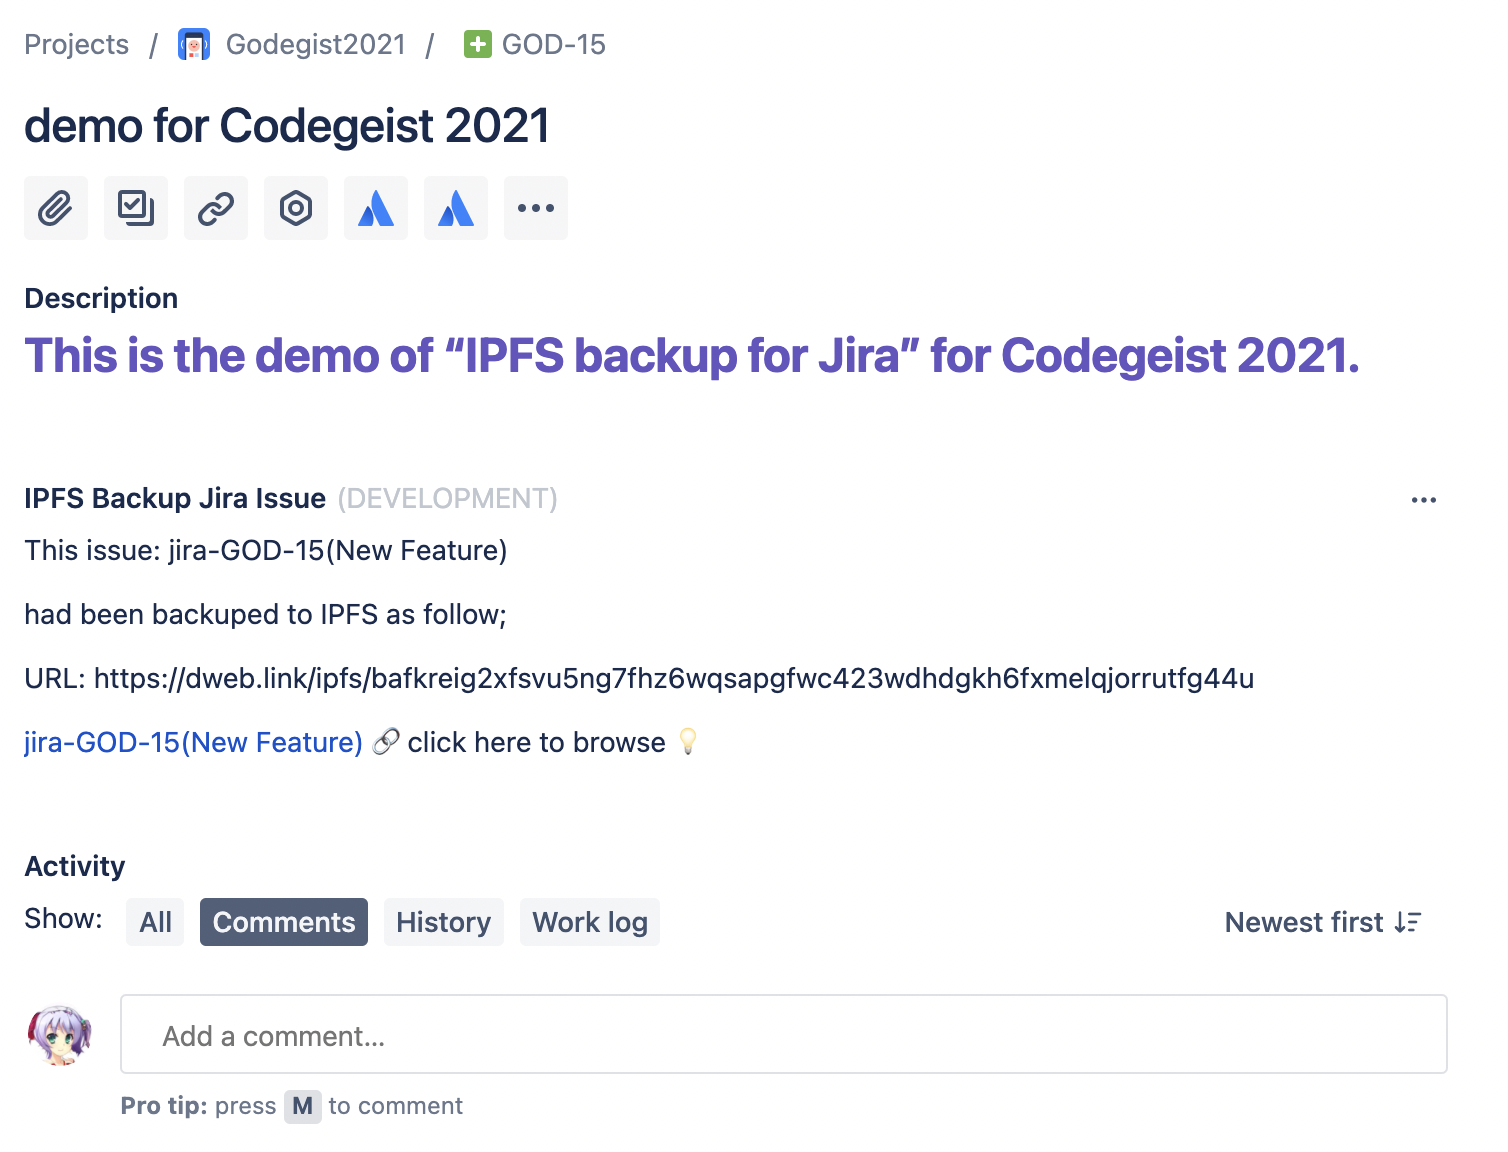 Projects / Godegist2021 / GOD-15
demo for Codegeist 2021
Description
This is the demo of “IPFS backup for Jira” for Codegeist 2021.
IPFS Backup Jira Issue (DEVELOPMENT)
This issue: jira-GOD-15(New Feature)
had been backuped to IPFS as follow;
URL: https://dweb.link/ipfs/bafkreig2xfsvu5ng7fhz6wqsapgfwc423wdhdgkh6fxmelqjorrutfg44u
jira-GOD-15(New Feature) 🔗 click here to browse 💡
Activity
Show: All Comments History Work log Newest first
Add a comment...
Pro tip: press M to comment